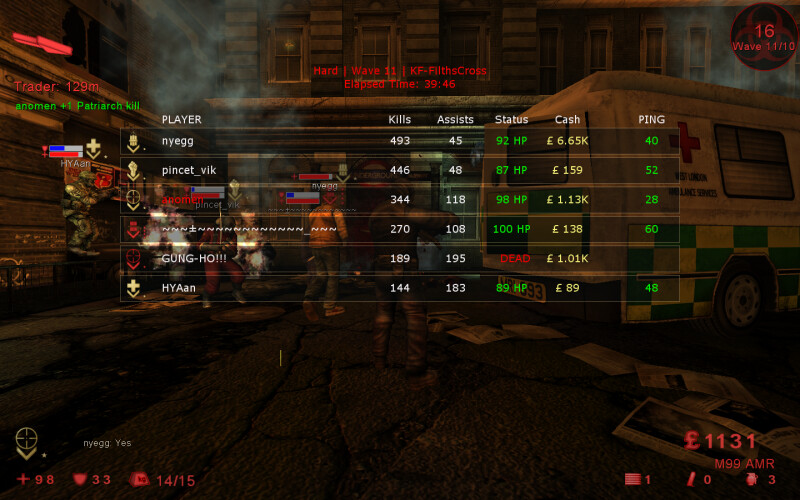 16
Wave 11/10
Hard | Wave 11 | KF-FilthsCross
Elapsed Time: 39:46
Trader: 129m
anomen +1 Patriarch kill
PLAYER Kills Assists Status Cash PING
nyegg 493 45 92 HP £ 6.65K 40
pincet_vik 446 48 87 HP £ 159 52
anomen 344 118 98 HP £ 1.13K 28
~~~±~~~~~~~~~~~~_~~~ 270 108 100 HP £ 138 60
GUNG-HO!!! 189 195 DEAD £ 1.01K
HYAan 144 183 89 HP £ 89 48
HYAan
nyegg
pincet_vik
WEST LONDON
AMBULANCE SERVICES
nyegg: Yes
£1131
M99 AMR
98 33 14/15 1 0 3